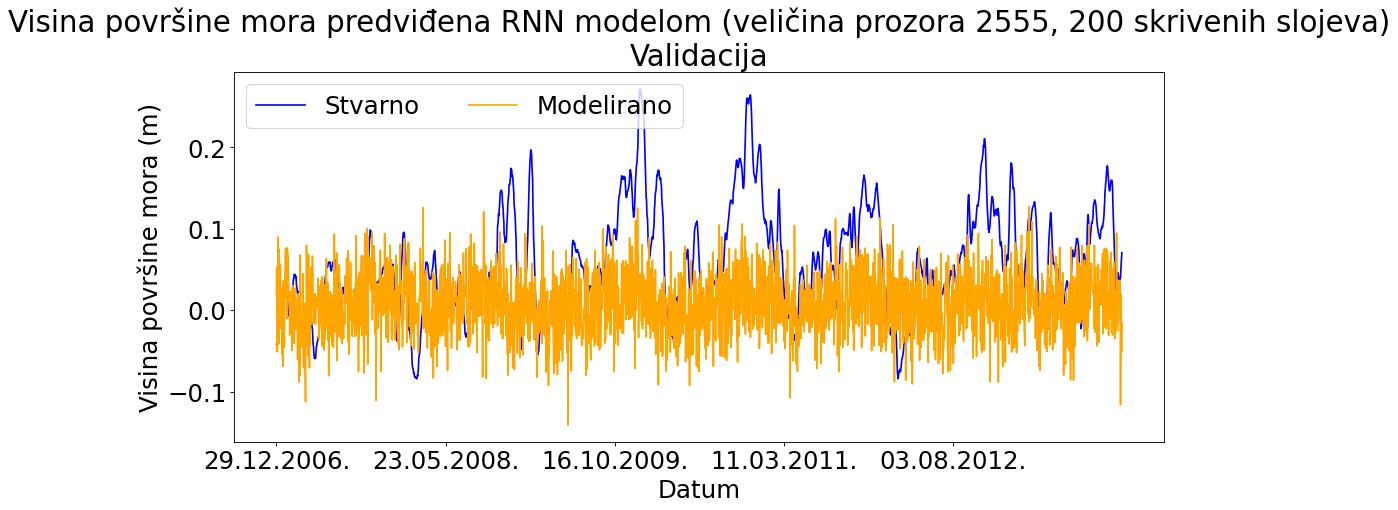 Visina površine mora predviđena RNN modelom (veličina prozora 2555, 200 skrivenih slojeva)
Validacija
Stvarno
Modelirano
Visina površine mora (m)
0.2
0.1
0.0
−0.1
29.12.2006.
23.05.2008.
16.10.2009.
11.03.2011.
03.08.2012.
Datum